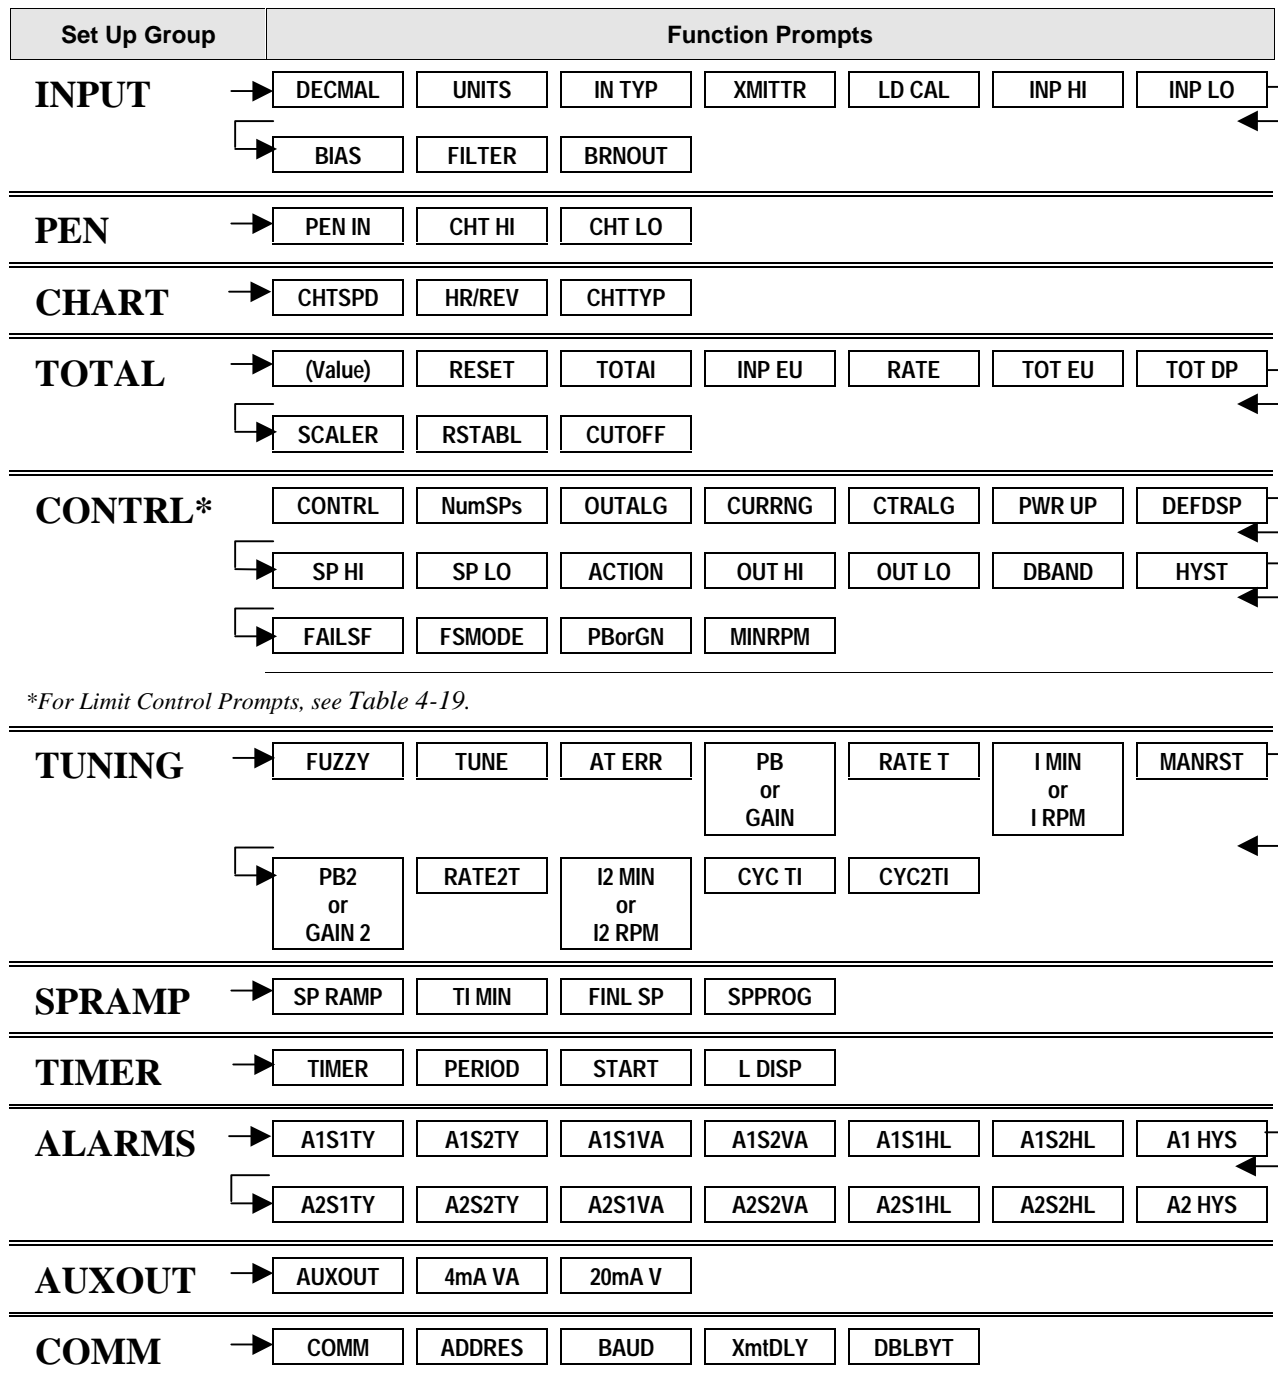 Set Up Group Function Prompts
INPUT DECMAL UNITS IN TYP XMITTR LD CAL INP HI INP LO
BIAS FILTER BRNOUT
PEN PEN IN CHT HI CHT LO
CHART CHTSPD HR/REV CHTTYP
TOTAL (Value) RESET TOTAI INP EU RATE TOT EU TOT DP
SCALER RSTABL CUTOFF
CONTRL* CONTRL NumSPs OUTALG CURRNG CTRALG PWR UP DEFDSP
SP HI SP LO ACTION OUT HI OUT LO DBAND HYST
FAILSF FSMODE PBorGN MINRPM
*For Limit Control Prompts, see Table 4-19.
TUNING FUZZY TUNE AT ERR PB RATE T I MIN MANRST
or or
GAIN I RPM
PB2 RATE2T I2 MIN CYC TI CYC2TI
or or
GAIN 2 I2 RPM
SPRAMP SP RAMP TI MIN FINL SP SPPROG
TIMER TIMER PERIOD START L DISP
ALARMS A1S1TY A1S2TY A1S1VA A1S2VA A1S1HL A1S2HL A1 HYS
A2S1TY A2S2TY A2S1VA A2S2VA A2S1HL A2S2HL A2 HYS
AUXOUT AUXOUT 4mA VA 20mA V
COMM COMM ADDRES BAUD XmtDLY DBLBYT